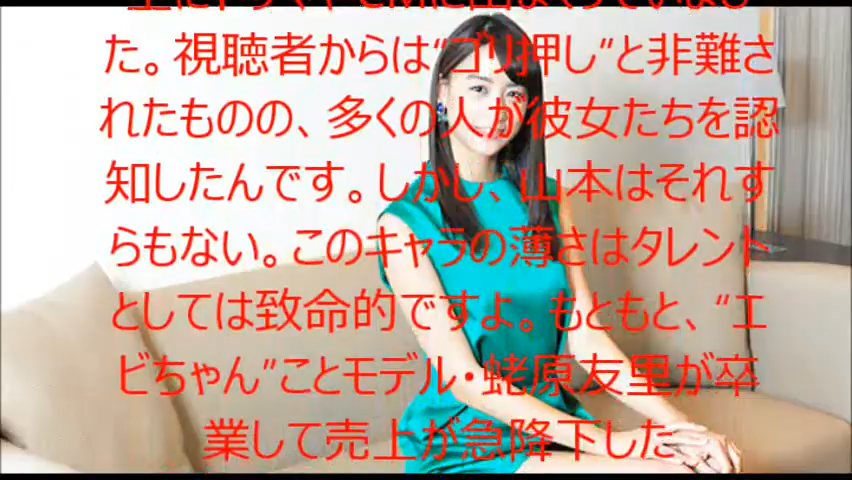 た。視聴者からは“ゴリ押し”と非難さ
れたものの、多くの人が彼女たちを認
知したんです。しかし、山本はそれす
らもない。このキャラの薄さはタレント
としては致命的ですよ。もともと、“エ
ビちゃん”ことモデル・蛯原友里が卒
業して売上が急降下した